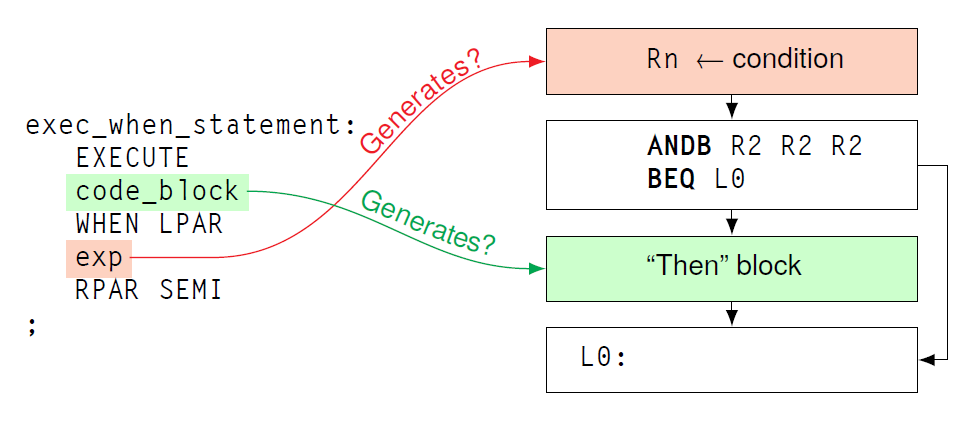 exec_when_statement:
EXECUTE
code_block
WHEN LPAR
exp
RPAR SEMI
;
Generates?
Generates?
Rn ← condition
ANDB R2 R2 R2
BEQ L0
“Then” block
L0: